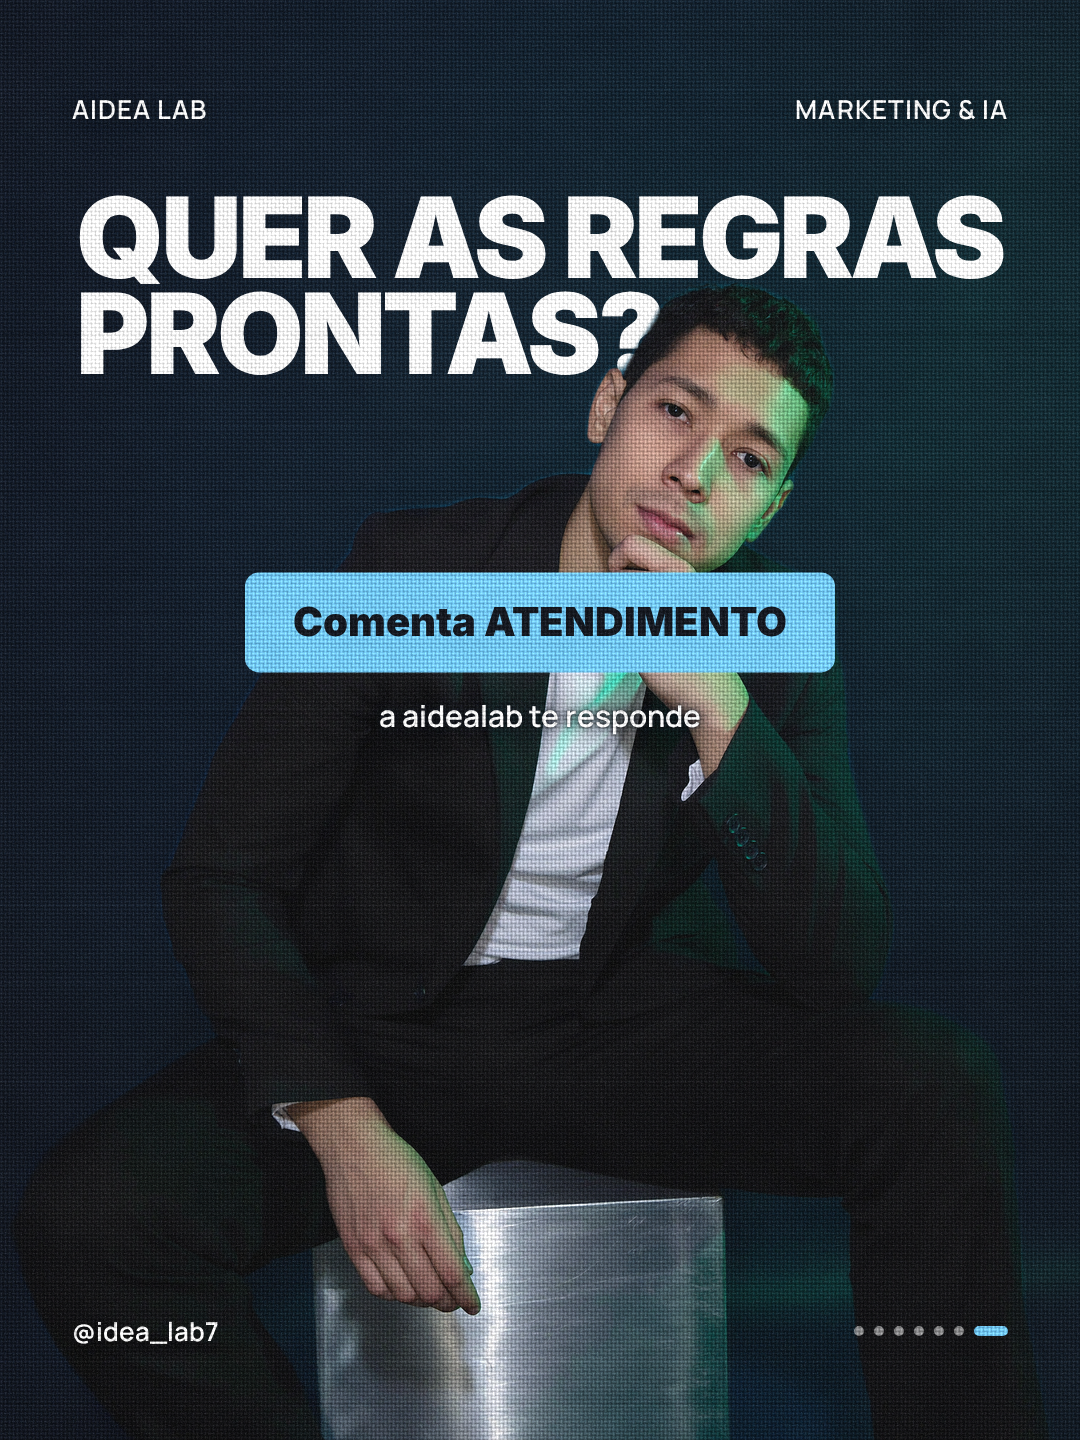 AIDEA LAB
MARKETING & IA
QUER AS REGRAS
PRONTAS?
Comenta ATENDIMENTO
a aidealab te responde
@idea_lab7